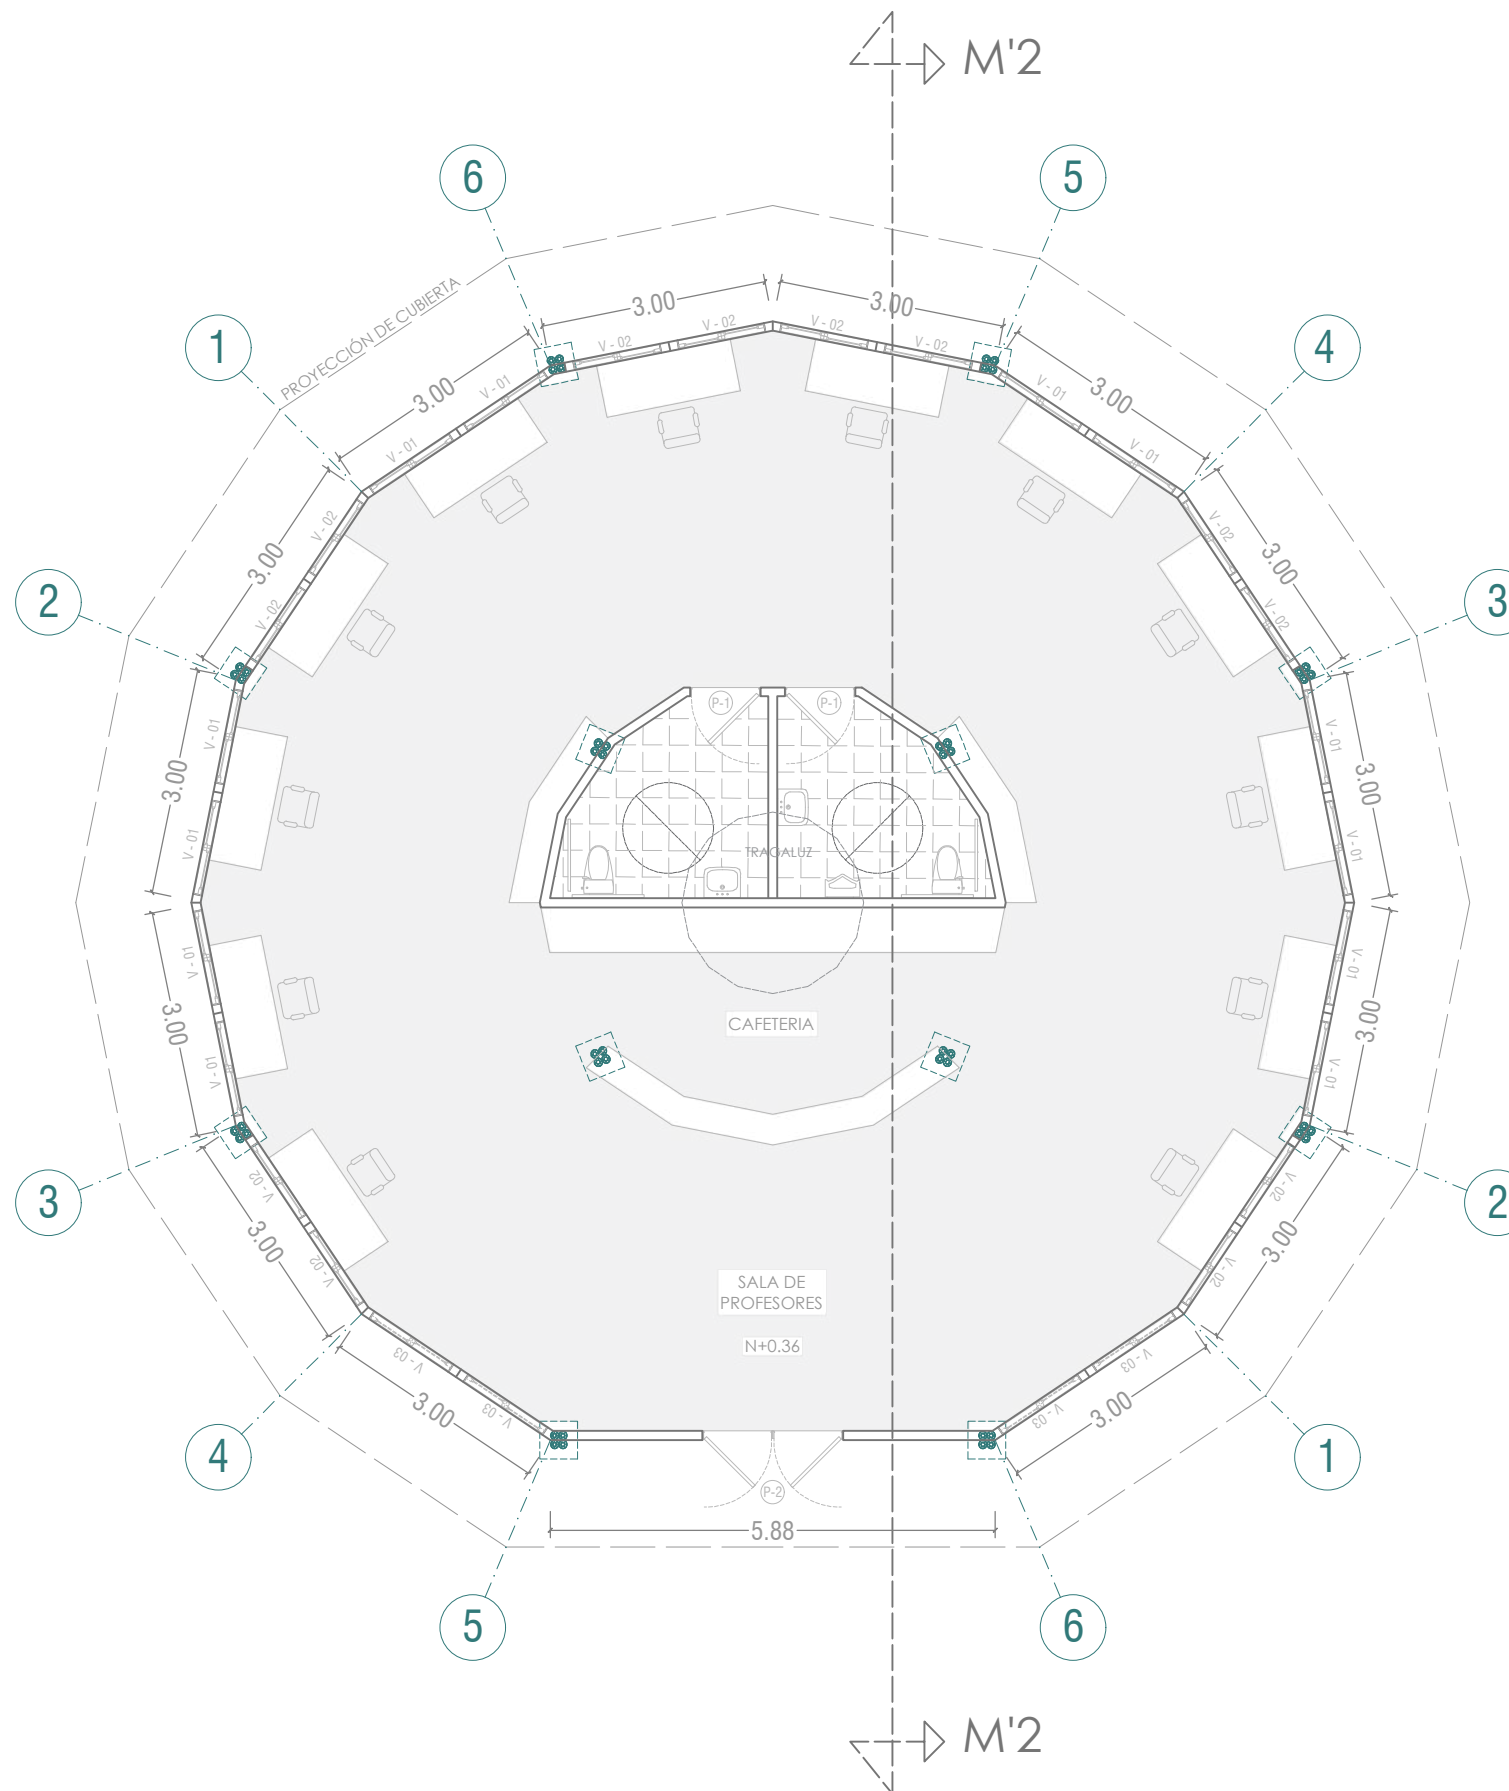 M'2
6
5
PROYECCIÓN DE CUBIERTA
3.00
3.00
V - 02
V - 02
V - 02
V - 02
1
4
3.00
3.00
V - 01
V - 01
V - 01
V - 01
3.00
3.00
V - 02
V - 02
V - 02
V - 02
2
3
V - 01
V - 01
3.00
3.00
V - 01
V - 01
P-1
P-1
TRAGALUZ
V - 01
V - 01
3.00
3.00
V - 01
V - 01
CAFETERIA
3
2
V - 02
V - 02
3.00
3.00
V - 02
V - 02
SALA DE
PROFESORES
N+0.36
V - 03
V - 03
3.00
3.00
V - 03
V - 03
4
1
P-2
5.88
5
6
M'2